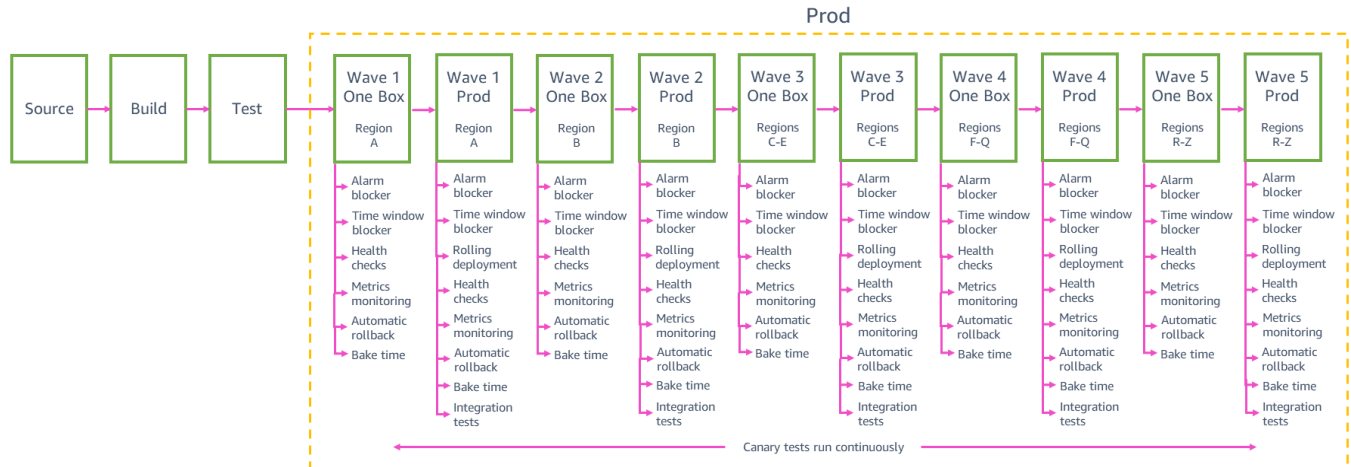 Prod
Source
Build
Test
Wave 1
One Box
Region
A
Wave 1
Prod
Region
A
Wave 2
One Box
Region
B
Wave 2
Prod
Region
B
Wave 3
One Box
Regions
C-E
Wave 3
Prod
Regions
C-E
Wave 4
One Box
Regions
F-Q
Wave 4
Prod
Regions
F-Q
Wave 5
One Box
Regions
R-Z
Wave 5
Prod
Regions
R-Z
Alarm
blocker
Time window
blocker
Health
checks
Metrics
monitoring
Automatic
rollback
Bake time
Alarm
blocker
Time window
blocker
Rolling
deployment
Health
checks
Metrics
monitoring
Automatic
rollback
Bake time
Integration
tests
Alarm
blocker
Time window
blocker
Health
checks
Metrics
monitoring
Automatic
rollback
Bake time
Alarm
blocker
Time window
blocker
Rolling
deployment
Health
checks
Metrics
monitoring
Automatic
rollback
Bake time
Integration
tests
Alarm
blocker
Time window
blocker
Health
checks
Metrics
monitoring
Automatic
rollback
Bake time
Alarm
blocker
Time window
blocker
Rolling
deployment
Health
checks
Metrics
monitoring
Automatic
rollback
Bake time
Integration
tests
Alarm
blocker
Time window
blocker
Health
checks
Metrics
monitoring
Automatic
rollback
Bake time
Alarm
blocker
Time window
blocker
Rolling
deployment
Health
checks
Metrics
monitoring
Automatic
rollback
Bake time
Integration
tests
Alarm
blocker
Time window
blocker
Health
checks
Metrics
monitoring
Automatic
rollback
Bake time
Alarm
blocker
Time window
blocker
Rolling
deployment
Health
checks
Metrics
monitoring
Automatic
rollback
Bake time
Integration
tests
Canary tests run continuously